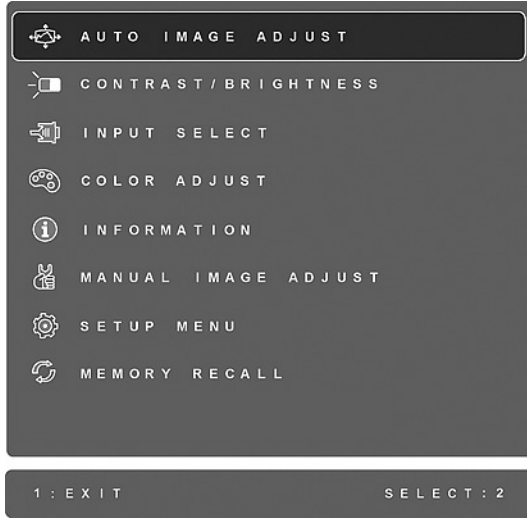 AUTO IMAGE ADJUST
CONTRAST/BRIGHTNESS
INPUT SELECT
COLOR ADJUST
INFORMATION
MANUAL IMAGE ADJUST
SETUP MENU
MEMORY RECALL
1:EXIT SELECT:2